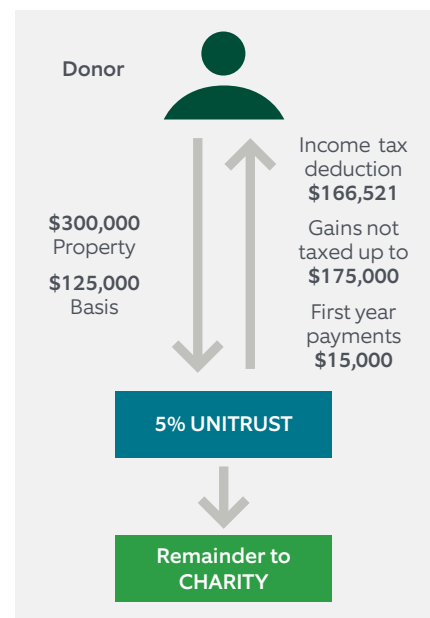 Donor
$300,000
Property
$125,000
Basis
Income tax
deduction
$166,521
Gains not
taxed up to
$175,000
First year
payments
$15,000
5% UNITRUST
Remainder to
CHARITY